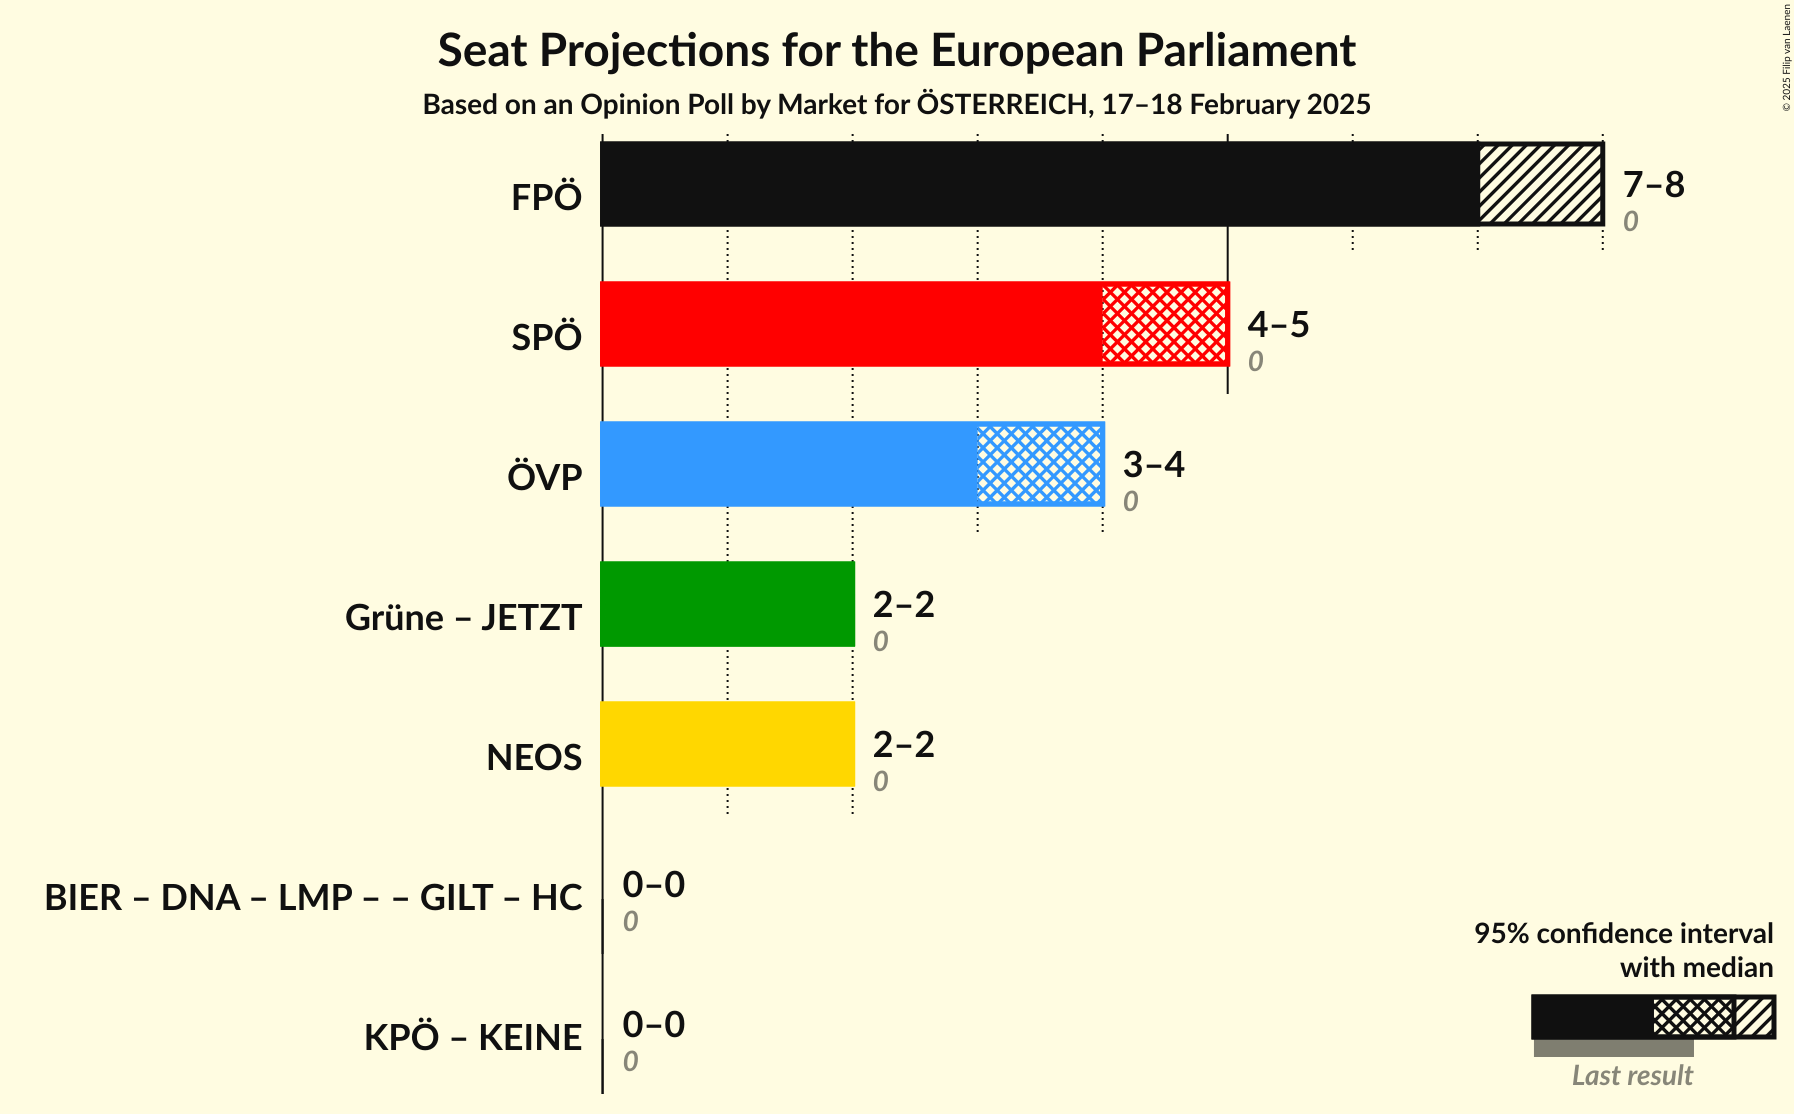 Seat Projections for the European Parliament
Based on an Opinion Poll by Market for ÖSTERREICH, 17–18 February 2025
© 2025 Filip van Laenen
FPÖ
7–8
0
SPÖ
4–5
0
ÖVP
3–4
0
Grüne – JETZT
2–2
0
NEOS
2–2
0
BIER – DNA – LMP – – GILT – HC
0–0
0
KPÖ – KEINE
0–0
0
95% confidence interval
with median
Last result